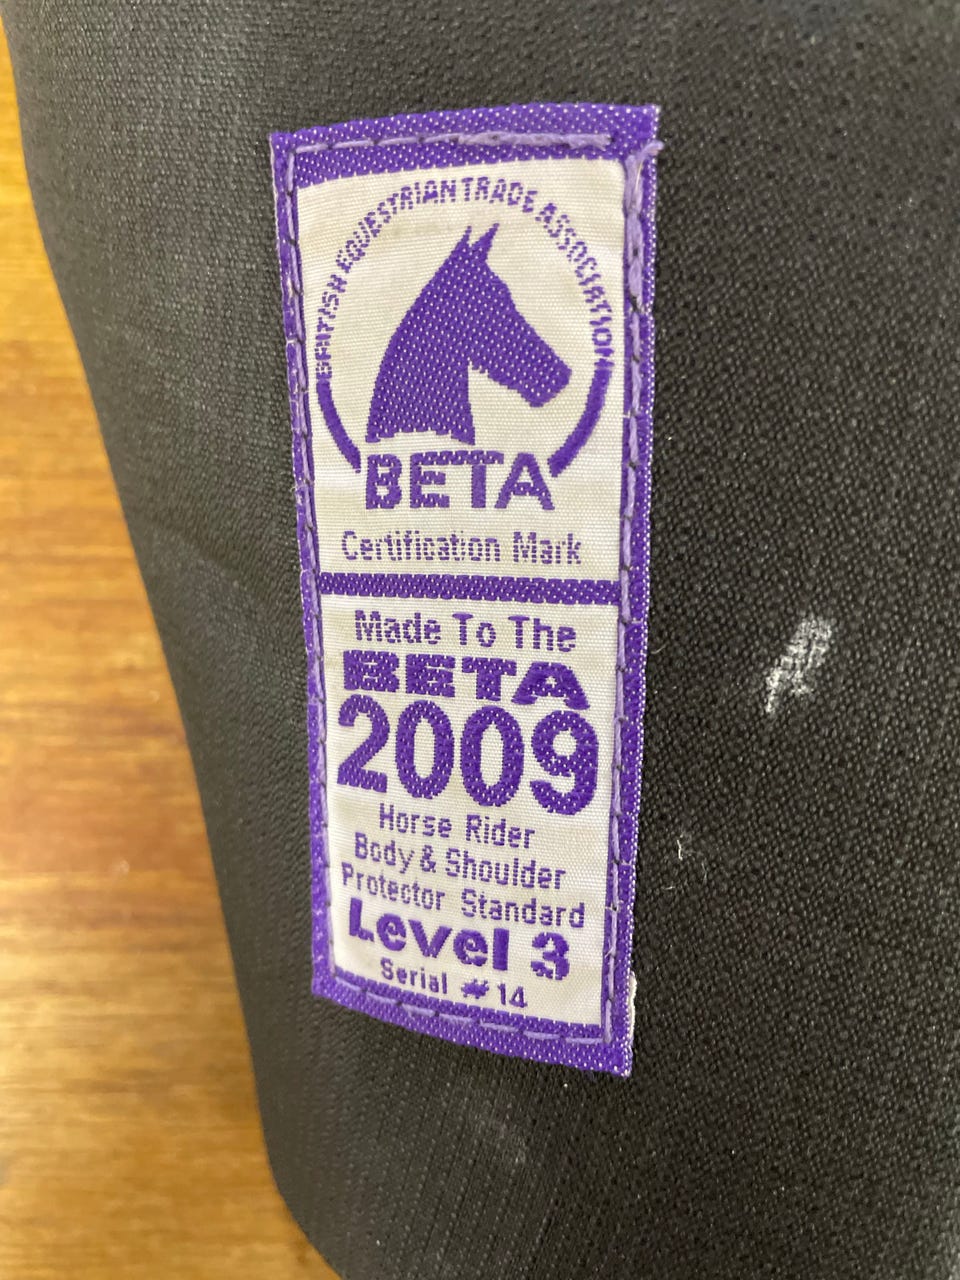 BRITISH EQUESTRIAN TRADE ASSOCIATION
BETA
Certification Mark
Made To The
BETA
2009
Horse Rider
Body & Shoulder
Protector Standard
Level 3
Serial # 14